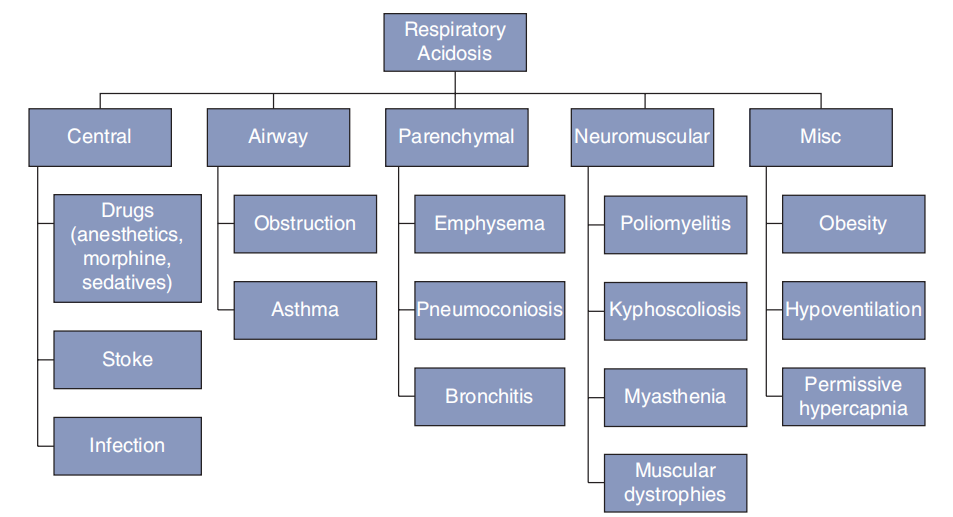 Respiratory
Acidosis
Central
Airway
Parenchymal
Neuromuscular
Misc
Drugs
(anesthetics,
morphine,
sedatives)
Stoke
Infection
Obstruction
Asthma
Emphysema
Pneumoconiosis
Bronchitis
Poliomyelitis
Kyphoscoliosis
Myasthenia
Muscular
dystrophies
Obesity
Hypoventilation
Permissive
hypercapnia